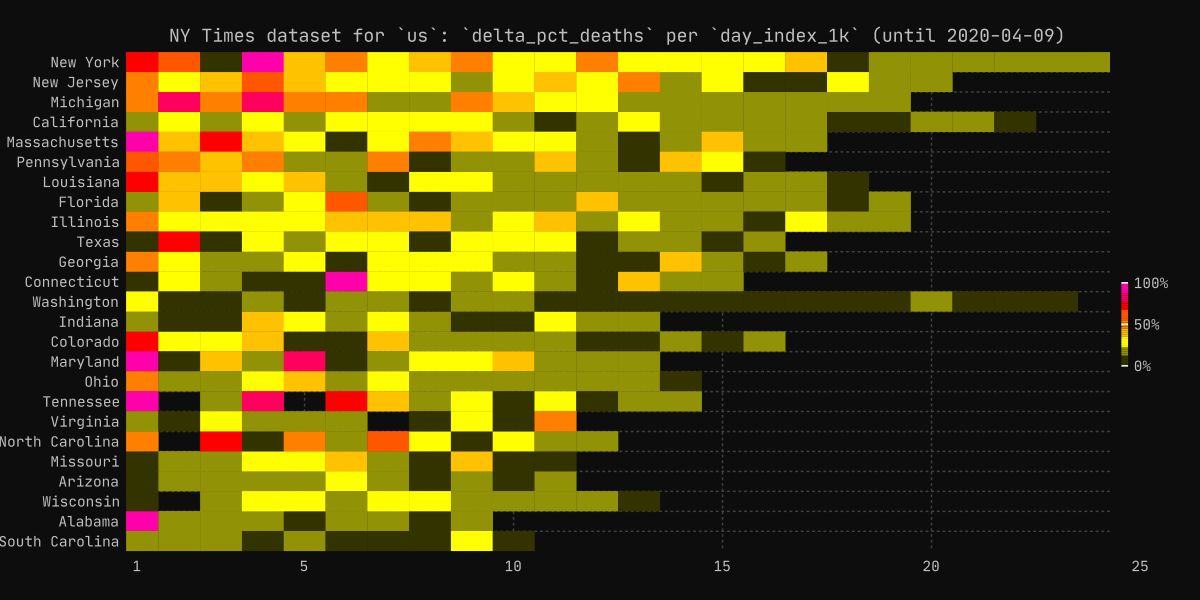 NY Times dataset for `us`: `delta_pct_deaths` per `day_index_1k` (until 2020-04-09)
New York
New Jersey
Michigan
California
Massachusetts
Pennsylvania
Louisiana
Florida
Illinois
Texas
Georgia
Connecticut
Washington
Indiana
Colorado
Maryland
Ohio
Tennessee
Virginia
North Carolina
Missouri
Arizona
Wisconsin
Alabama
South Carolina
100%
50%
0%
1 5 10 15 20 25